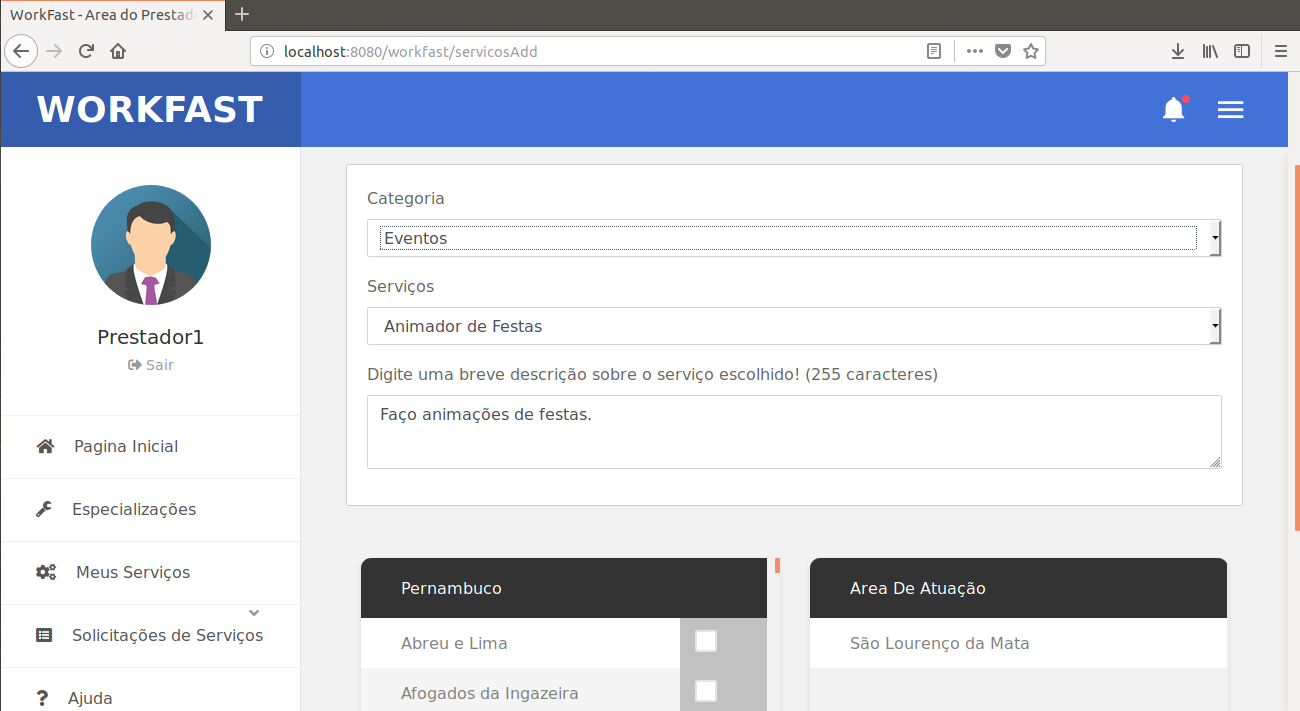 WorkFast - Area do Prestad
localhost:8080/workfast/servicosAdd
WORKFAST
Prestador1
Sair
Pagina Inicial
Especializações
Meus Serviços
Solicitações de Serviços
Ajuda
Categoria
Eventos
Serviços
Animador de Festas
Digite uma breve descrição sobre o serviço escolhido! (255 caracteres)
Faço animações de festas.
Pernambuco
Abreu e Lima
Afogados da Ingazeira
Area De Atuação
São Lourenço da Mata